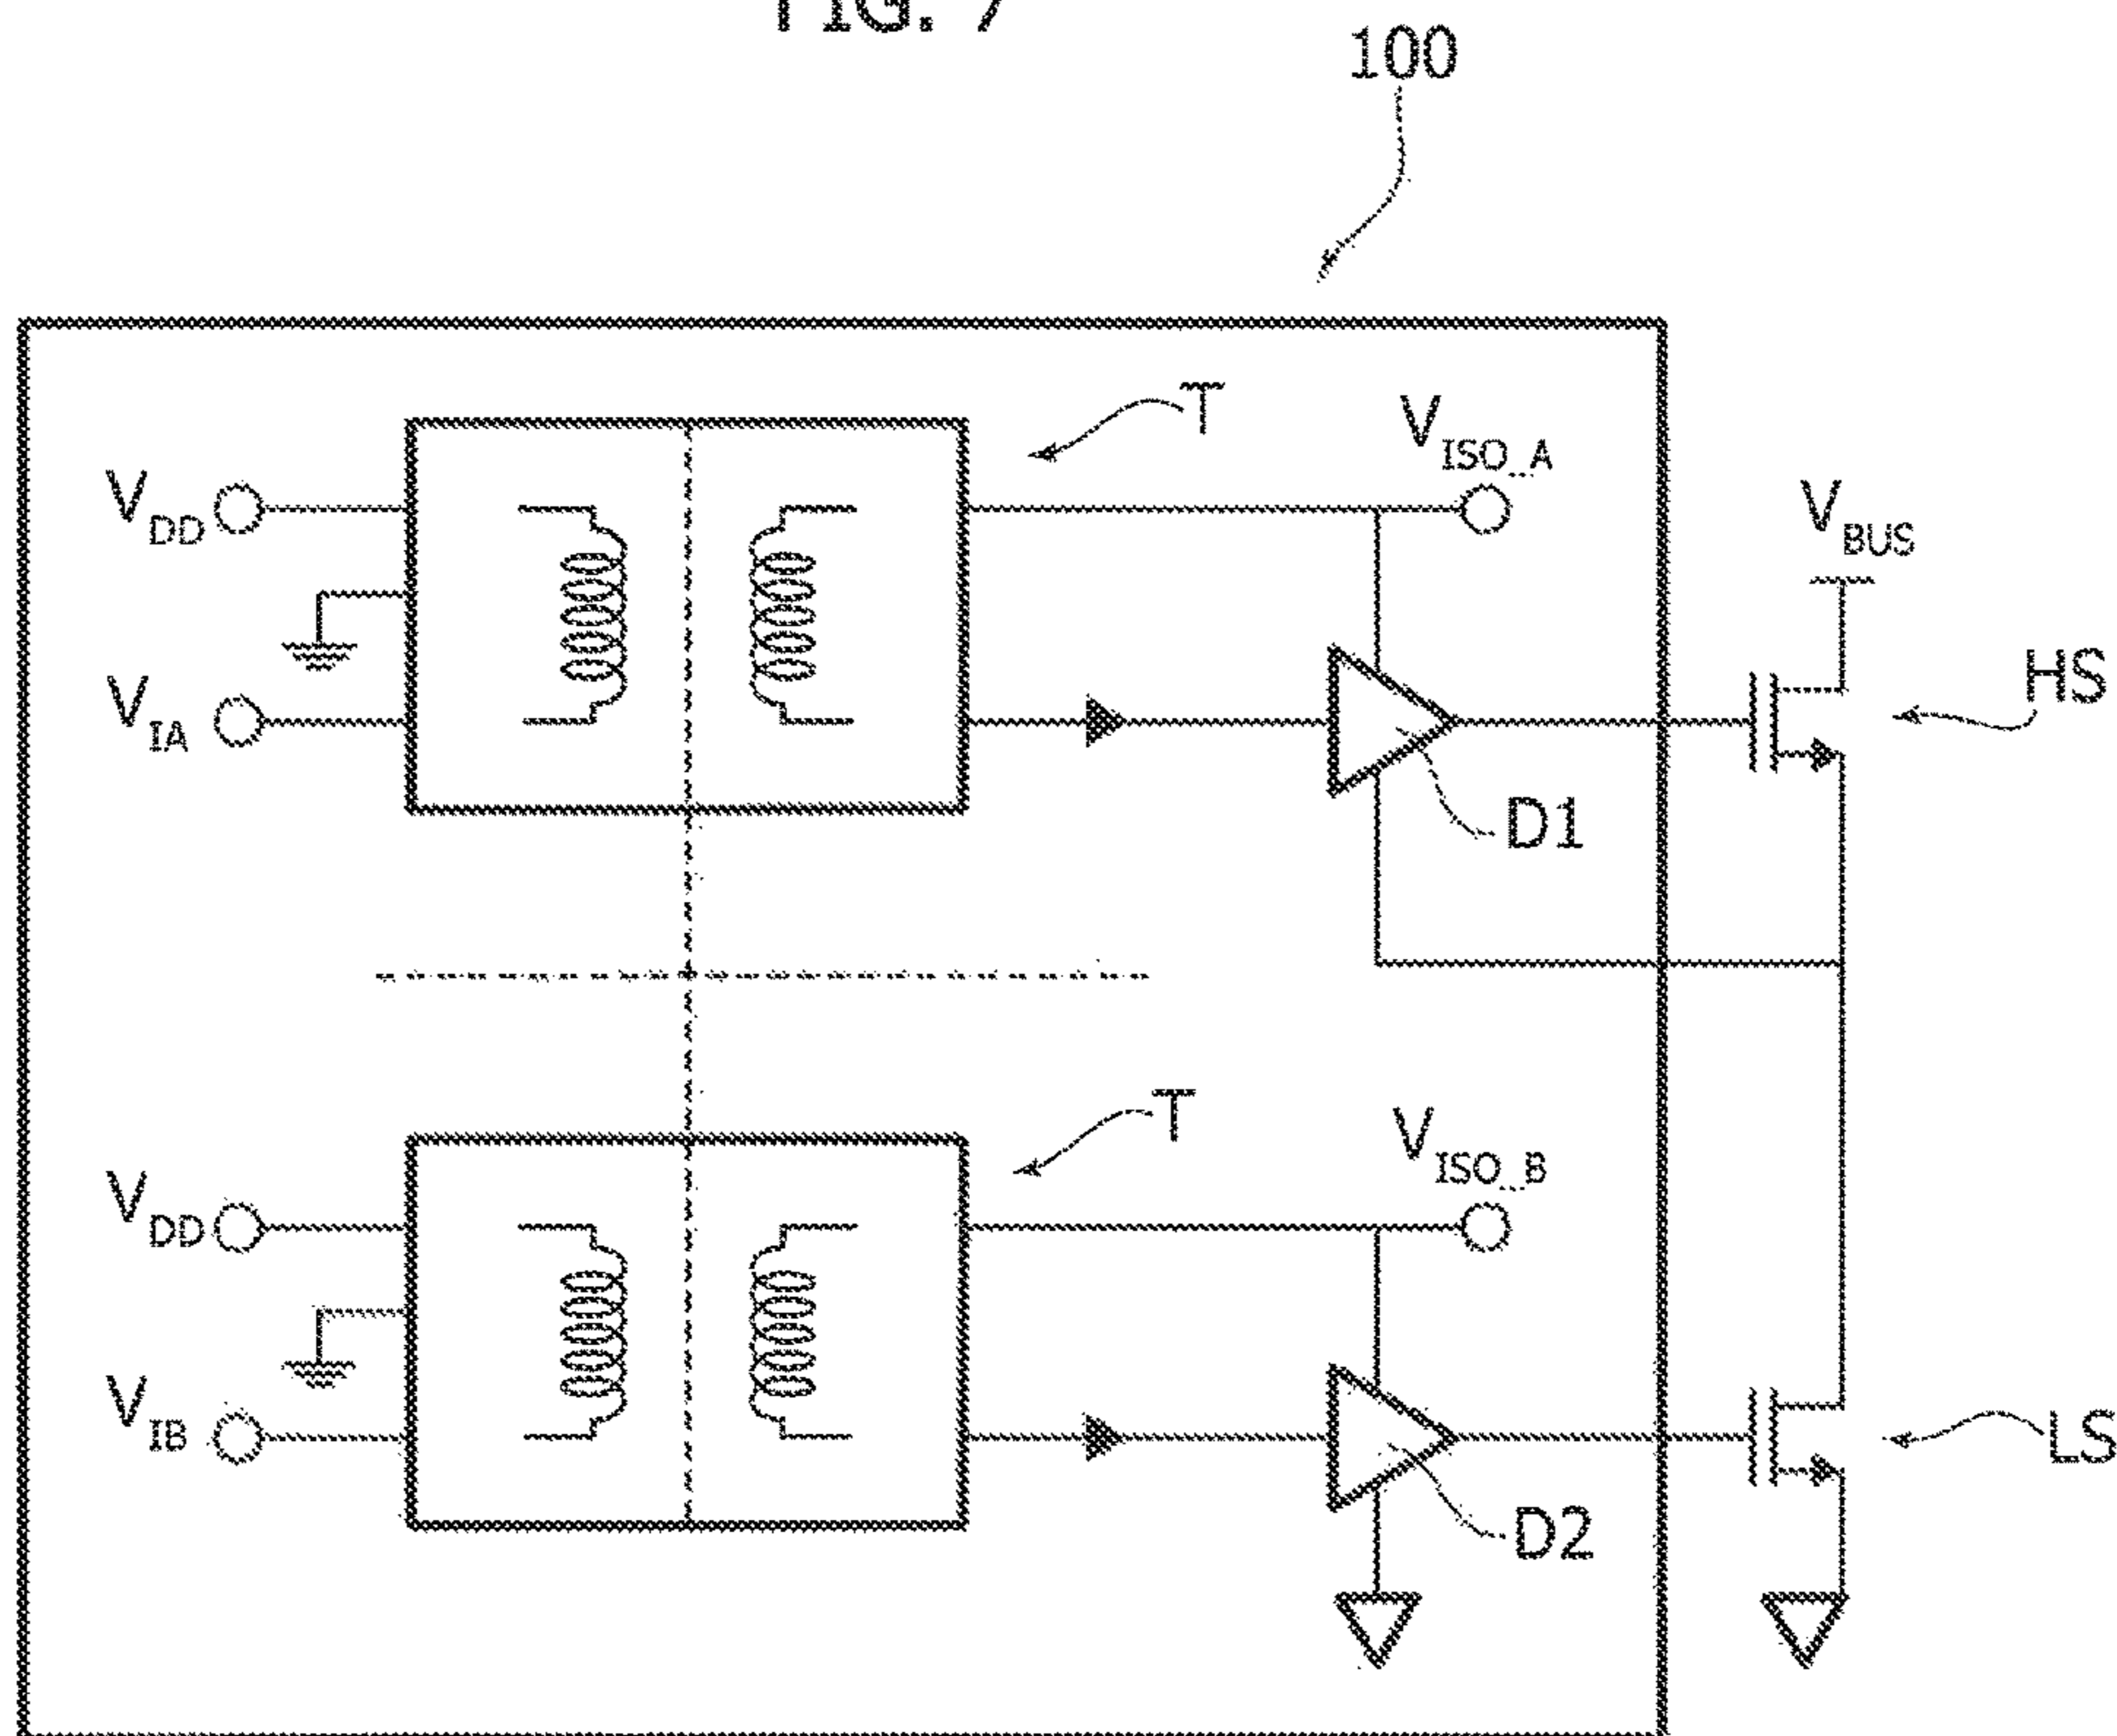 FIG. 7
100
T
V_ISO_A
V_DD
V_BUS
HS
V_IA
D1
T
V_ISO_B
V_DD
V_IB
LS
D2